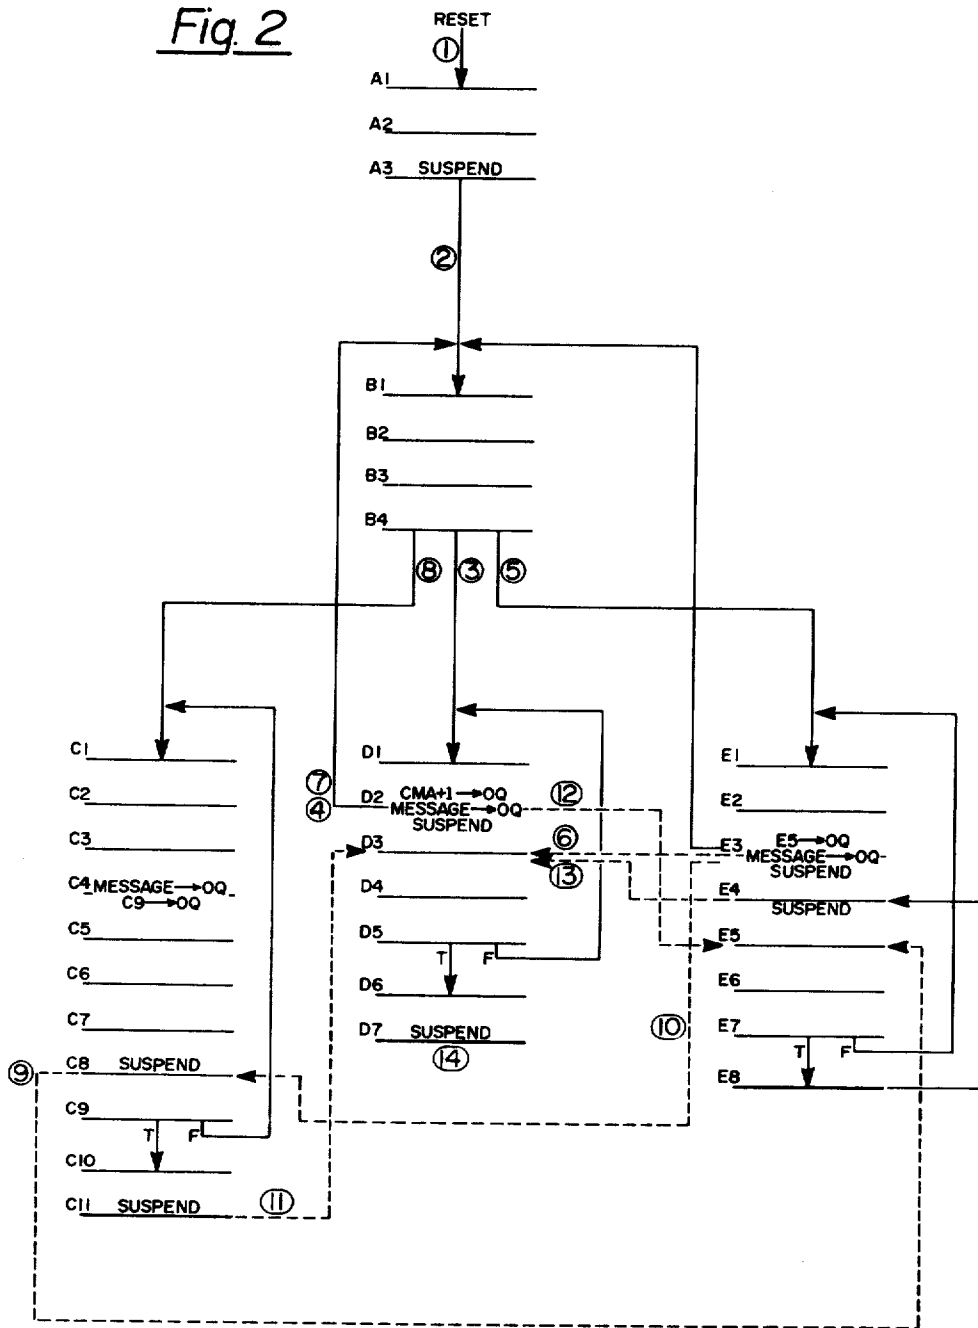 Fig. 2
RESET
①
A1
A2
A3 SUSPEND
②
B1
B2
B3
B4
⑧ ③ ⑤
C1
C2
C3
C4 MESSAGE→OQ
C9→OQ
C5
C6
C7
⑨ C8 SUSPEND
C9
T F
C10
C11 SUSPEND ⑪
D1
⑦
④ D2 CMA+1→OQ
MESSAGE→OQ ⑫
SUSPEND
D3 ⑥
⑬
D4
D5
T F
D6
D7 SUSPEND
⑭
E1
E2
E3 E5→OQ
MESSAGE→OQ
SUSPEND
E4
SUSPEND
E5
E6
⑩ E7
T F
E8